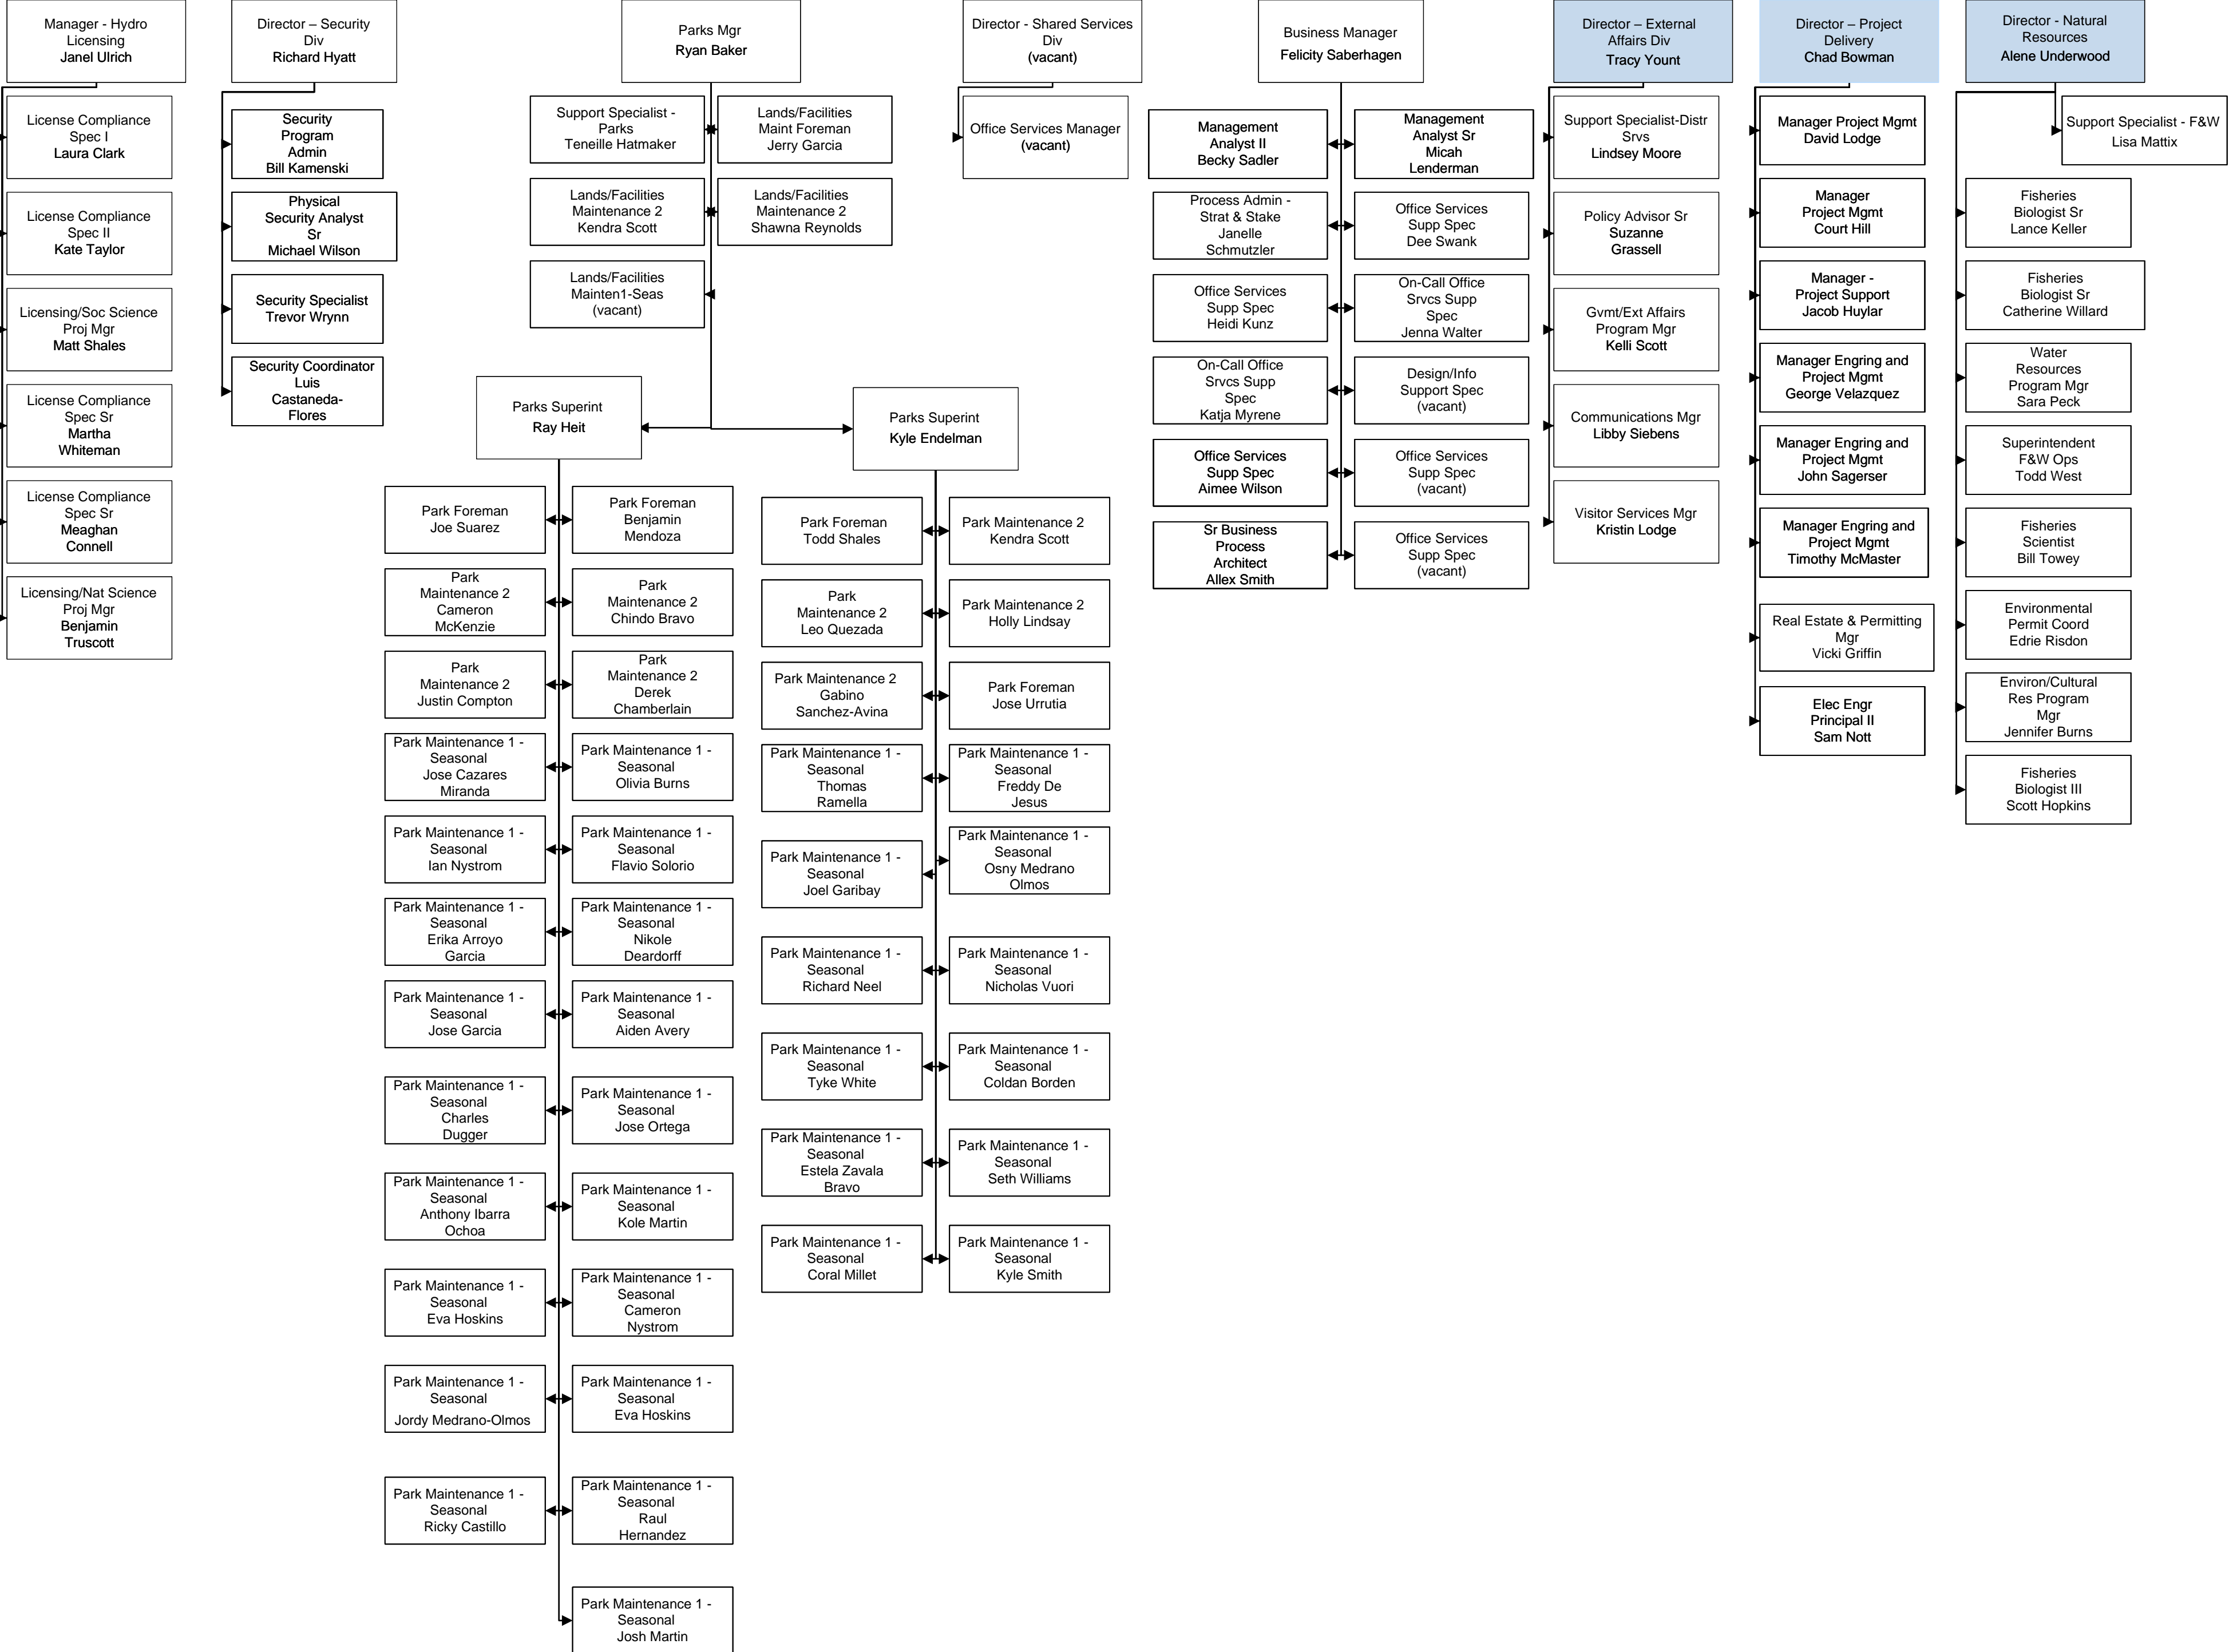 Manager - Hydro
Licensing
Janel Ulrich
License Compliance
Spec I
Laura Clark
License Compliance
Spec II
Kate Taylor
Licensing/Soc Science
Proj Mgr
Matt Shales
License Compliance
Spec Sr
Martha
Whiteman
License Compliance
Spec Sr
Meaghan
Connell
Licensing/Nat Science
Proj Mgr
Benjamin
Truscott
Director – Security
Div
Richard Hyatt
Security
Program
Admin
Bill Kamenski
Physical
Security Analyst
Sr
Michael Wilson
Security Specialist
Trevor Wrynn
Security Coordinator
Luis
Castaneda-
Flores
Parks Mgr
Ryan Baker
Support Specialist -
Parks
Teneille Hatmaker
Lands/Facilities
Maint Foreman
Jerry Garcia
Lands/Facilities
Maintenance 2
Kendra Scott
Lands/Facilities
Maintenance 2
Shawna Reynolds
Lands/Facilities
Mainten1-Seas
(vacant)
Parks Superint
Ray Heit
Park Foreman
Joe Suarez
Park Foreman
Benjamin
Mendoza
Park
Maintenance 2
Cameron
McKenzie
Park
Maintenance 2
Chindo Bravo
Park
Maintenance 2
Justin Compton
Park
Maintenance 2
Derek
Chamberlain
Park Maintenance 1 -
Seasonal
Jose Cazares
Miranda
Park Maintenance 1 -
Seasonal
Olivia Burns
Park Maintenance 1 -
Seasonal
Ian Nystrom
Park Maintenance 1 -
Seasonal
Flavio Solorio
Park Maintenance 1 -
Seasonal
Erika Arroyo
Garcia
Park Maintenance 1 -
Seasonal
Nikole
Deardorff
Park Maintenance 1 -
Seasonal
Jose Garcia
Park Maintenance 1 -
Seasonal
Aiden Avery
Park Maintenance 1 -
Seasonal
Charles
Dugger
Park Maintenance 1 -
Seasonal
Jose Ortega
Park Maintenance 1 -
Seasonal
Anthony Ibarra
Ochoa
Park Maintenance 1 -
Seasonal
Kole Martin
Park Maintenance 1 -
Seasonal
Eva Hoskins
Park Maintenance 1 -
Seasonal
Cameron
Nystrom
Park Maintenance 1 -
Seasonal
Jordy Medrano-Olmos
Park Maintenance 1 -
Seasonal
Eva Hoskins
Park Maintenance 1 -
Seasonal
Ricky Castillo
Park Maintenance 1 -
Seasonal
Raul
Hernandez
Park Maintenance 1 -
Seasonal
Josh Martin
Parks Superint
Kyle Endelman
Park Foreman
Todd Shales
Park Maintenance 2
Kendra Scott
Park
Maintenance 2
Leo Quezada
Park Maintenance 2
Holly Lindsay
Park Maintenance 2
Gabino
Sanchez-Avina
Park Foreman
Jose Urrutia
Park Maintenance 1 -
Seasonal
Thomas
Ramella
Park Maintenance 1 -
Seasonal
Freddy De
Jesus
Park Maintenance 1 -
Seasonal
Joel Garibay
Park Maintenance 1 -
Seasonal
Osny Medrano
Olmos
Park Maintenance 1 -
Seasonal
Richard Neel
Park Maintenance 1 -
Seasonal
Nicholas Vuori
Park Maintenance 1 -
Seasonal
Tyke White
Park Maintenance 1 -
Seasonal
Coldan Borden
Park Maintenance 1 -
Seasonal
Estela Zavala
Bravo
Park Maintenance 1 -
Seasonal
Seth Williams
Park Maintenance 1 -
Seasonal
Coral Millet
Park Maintenance 1 -
Seasonal
Kyle Smith
Director - Shared Services
Div
(vacant)
Office Services Manager
(vacant)
Business Manager
Felicity Saberhagen
Management
Analyst II
Becky Sadler
Management
Analyst Sr
Micah
Lenderman
Process Admin -
Strat & Stake
Janelle
Schmutzler
Office Services
Supp Spec
Dee Swank
Office Services
Supp Spec
Heidi Kunz
On-Call Office
Srvcs Supp
Spec
Jenna Walter
On-Call Office
Srvcs Supp
Spec
Katja Myrene
Design/Info
Support Spec
(vacant)
Office Services
Supp Spec
Aimee Wilson
Office Services
Supp Spec
(vacant)
Sr Business
Process
Architect
Allex Smith
Office Services
Supp Spec
(vacant)
Director – External
Affairs Div
Tracy Yount
Support Specialist-Distr
Srvs
Lindsey Moore
Policy Advisor Sr
Suzanne
Grassell
Gvmt/Ext Affairs
Program Mgr
Kelli Scott
Communications Mgr
Libby Siebens
Visitor Services Mgr
Kristin Lodge
Director – Project
Delivery
Chad Bowman
Manager Project Mgmt
David Lodge
Manager
Project Mgmt
Court Hill
Manager -
Project Support
Jacob Huylar
Manager Engring and
Project Mgmt
George Velazquez
Manager Engring and
Project Mgmt
John Sagerser
Manager Engring and
Project Mgmt
Timothy McMaster
Real Estate & Permitting
Mgr
Vicki Griffin
Elec Engr
Principal II
Sam Nott
Director - Natural
Resources
Alene Underwood
Support Specialist - F&W
Lisa Mattix
Fisheries
Biologist Sr
Lance Keller
Fisheries
Biologist Sr
Catherine Willard
Water
Resources
Program Mgr
Sara Peck
Superintendent
F&W Ops
Todd West
Fisheries
Scientist
Bill Towey
Environmental
Permit Coord
Edrie Risdon
Environ/Cultural
Res Program
Mgr
Jennifer Burns
Fisheries
Biologist III
Scott Hopkins